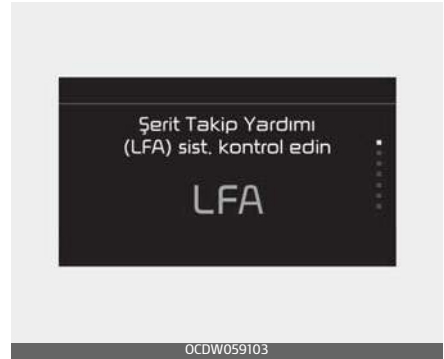 Şerit Takip Yardımı
(LFA) sist. kontrol edin
LFA
OCDW059103